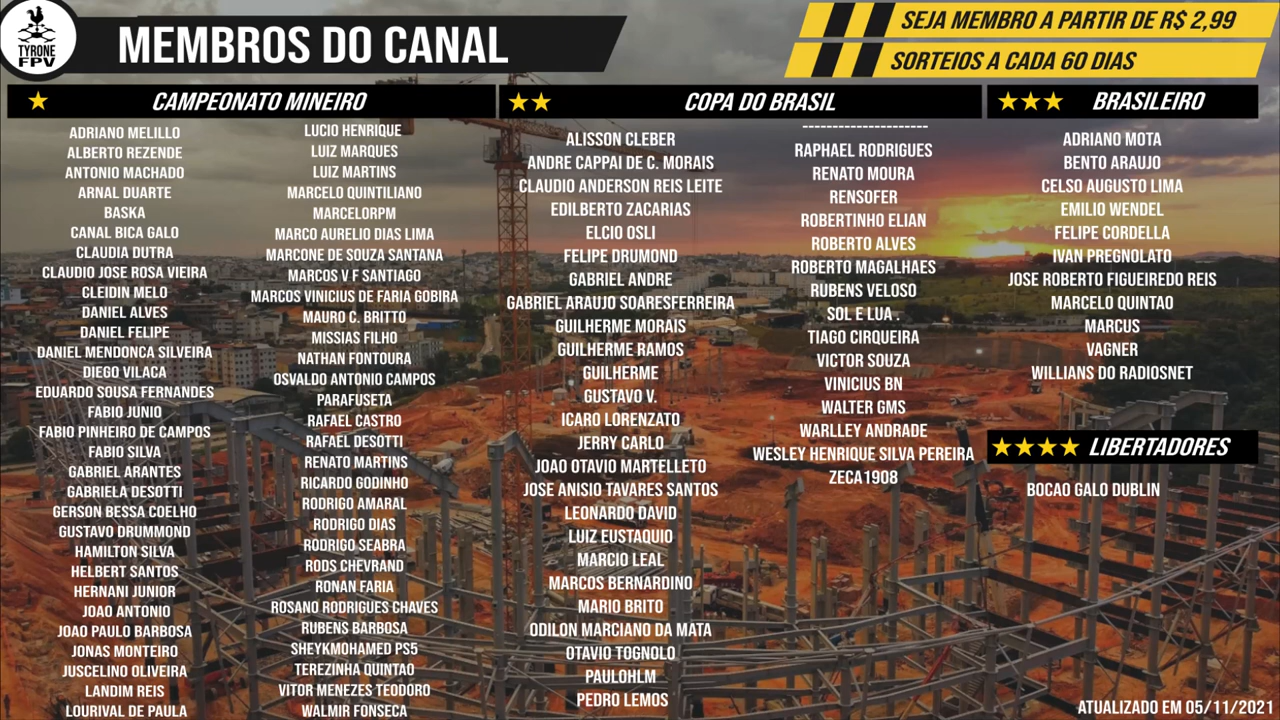 TYRONE
FPV
MEMBROS DO CANAL
SEJA MEMBRO A PARTIR DE R$ 2,99
SORTEIOS A CADA 60 DIAS
CAMPEONATO MINEIRO
ADRIANO MELILLO
ALBERTO REZENDE
ANTONIO MACHADO
ARNAL DUARTE
BASKA
CANAL BICA GALO
CLAUDIA DUTRA
CLAUDIO JOSE ROSA VIEIRA
CLEIDIN MELO
DANIEL ALVES
DANIEL FELIPE
DANIEL MENDONCA SILVEIRA
DIEGO VILACA
EDUARDO SOUSA FERNANDES
FABIO JUNIO
FABIO PINHEIRO DE CAMPOS
FABIO SILVA
GABRIEL ARANTES
GABRIELA DESOTTI
GERSON BESSA COELHO
GUSTAVO DRUMMOND
HAMILTON SILVA
HELBERT SANTOS
HERNANI JUNIOR
JOAO ANTONIO
JOAO PAULO BARBOSA
JONAS MONTEIRO
JUSCELINO OLIVEIRA
LANDIM REIS
LOURIVAL DE PAULA
LUCIO HENRIQUE
LUIZ MARQUES
LUIZ MARTINS
MARCELO QUINTILIANO
MARCELORPM
MARCO AURELIO DIAS LIMA
MARCONE DE SOUZA SANTANA
MARCOS V F SANTIAGO
MARCOS VINICIUS DE FARIA GOBIRA
MAURO C. BRITTO
MISSIAS FILHO
NATHAN FONTOURA
OSVALDO ANTONIO CAMPOS
PARAFUSETA
RAFAEL CASTRO
RAFAEL DESOTTI
RENATO MARTINS
RICARDO GODINHO
RODRIGO AMARAL
RODRIGO DIAS
RODRIGO SEABRA
RODS CHEVRAND
RONAN FARIA
ROSANO RODRIGUES CHAVES
RUBENS BARBOSA
SHEYKMOHAMED PS5
TEREZINHA QUINTAO
VITOR MENEZES TEODORO
WALMIR FONSECA
COPA DO BRASIL
ALISSON CLEBER
ANDRE CAPPAI DE C. MORAIS
CLAUDIO ANDERSON REIS LEITE
EDILBERTO ZACARIAS
ELCIO OSLI
FELIPE DRUMOND
GABRIEL ANDRE
GABRIEL ARAUJO SOARESFERREIRA
GUILHERME MORAIS
GUILHERME RAMOS
GUILHERME
GUSTAVO V.
ICARO LORENZATO
JERRY CARLO
JOAO OTAVIO MARTELLETO
JOSE ANISIO TAVARES SANTOS
LEONARDO DAVID
LUIZ EUSTAQUIO
MARCIO LEAL
MARCOS BERNARDINO
MARIO BRITO
ODILON MARCIANO DA MATA
OTAVIO TOGNOLO
PAULOHLM
PEDRO LEMOS
---------------------
RAPHAEL RODRIGUES
RENATO MOURA
RENSOFER
ROBERTINHO ELIAN
ROBERTO ALVES
ROBERTO MAGALHAES
RUBENS VELOSO
SOL E LUA .
TIAGO CIRQUEIRA
VICTOR SOUZA
VINICIUS BN
WALTER GMS
WARLLEY ANDRADE
WESLEY HENRIQUE SILVA PEREIRA
ZECA1908
BRASILEIRO
ADRIANO MOTA
BENTO ARAUJO
CELSO AUGUSTO LIMA
EMILIO WENDEL
FELIPE CORDELLA
IVAN PREGNOLATO
JOSE ROBERTO FIGUEIREDO REIS
MARCELO QUINTAO
MARCUS
VAGNER
WILLIANS DO RADIOSNET
LIBERTADORES
BOCAO GALO DUBLIN
ATUALIZADO EM 05/11/2021